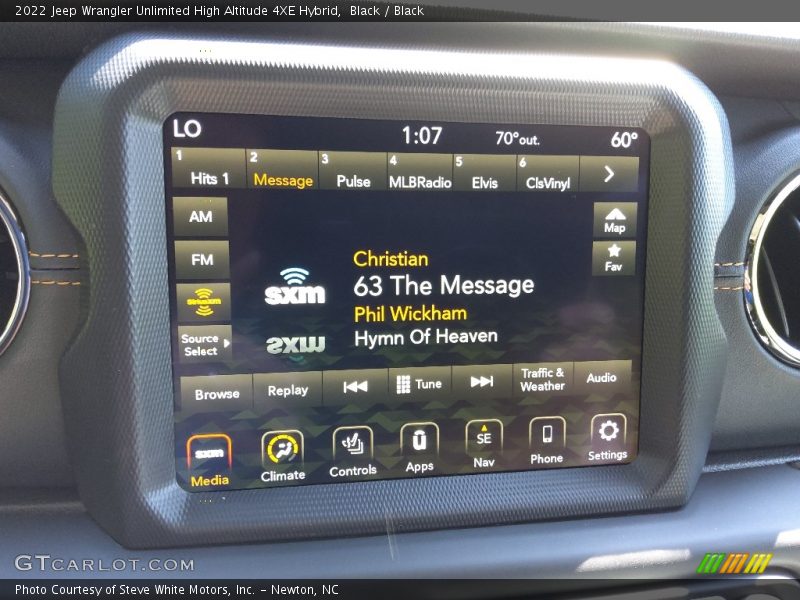 2022 Jeep Wrangler Unlimited High Altitude 4XE Hybrid,  Black / Black
LO 1:07 70°out. 60°
1 Hits 1 2 Message 3 Pulse 4 MLBRadio 5 Elvis 6 ClsVinyl >
AM
FM
SiriusXM
Source Select
Map
Fav
sxm
Christian
63 The Message
Phil Wickham
Hymn Of Heaven
Browse Replay Tune Traffic & Weather Audio
sxm SE
Media Climate Controls Apps Nav Phone Settings
GTcarlot.com
Photo Courtesy of Steve White Motors, Inc. – Newton, NC